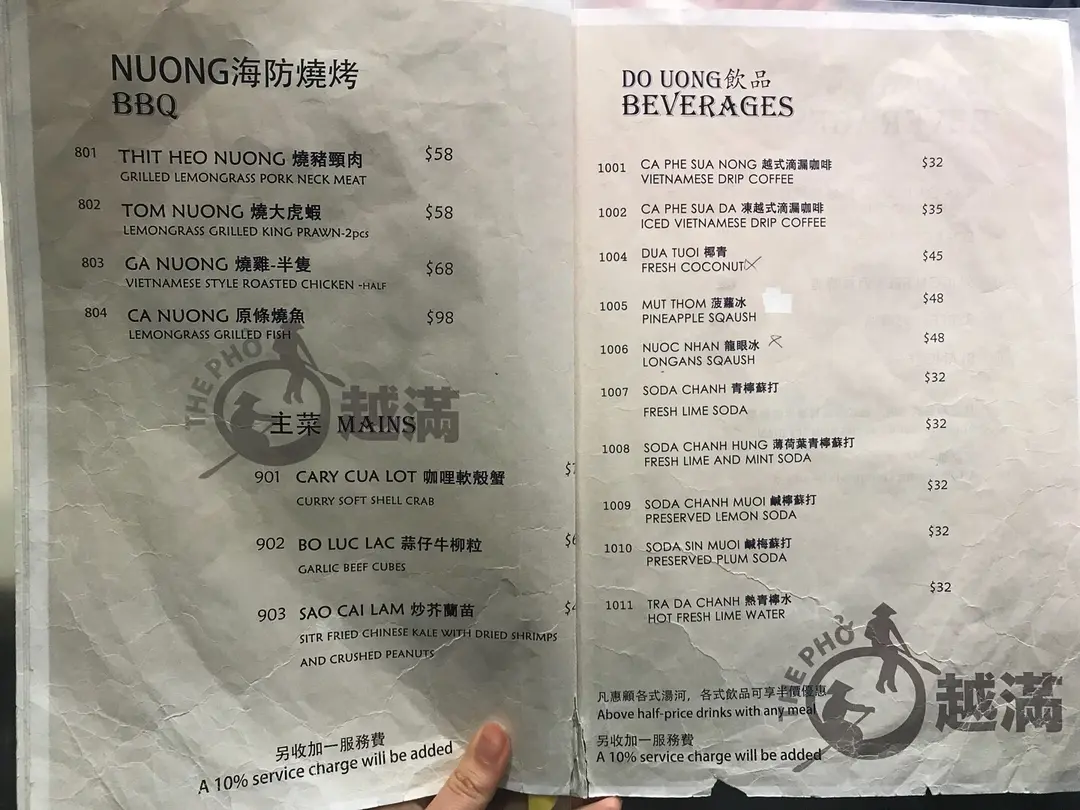 NUONG海防燒烤
BBQ
801 THIT HEO NUONG 燒豬頸肉 $58
GRILLED LEMONGRASS PORK NECK MEAT
802 TOM NUONG 燒大虎蝦 $58
LEMONGRASS GRILLED KING PRAWN-2pcs
803 GA NUONG 燒雞-半隻 $68
VIETNAMESE STYLE ROASTED CHICKEN -HALF
804 CA NUONG 原條燒魚 $98
LEMONGRASS GRILLED FISH
THE PHỞ 越滿
主菜 MAINS
901 CARY CUA LOT 咖哩軟殼蟹
CURRY SOFT SHELL CRAB
902 BO LUC LAC 蒜仔牛柳粒
GARLIC BEEF CUBES
903 SAO CAI LAM 炒芥蘭苗
SITR FRIED CHINESE KALE WITH DRIED SHRIMPS
AND CRUSHED PEANUTS
另收加一服務費
A 10% service charge will be added
DO UONG飲品
BEVERAGES
1001 CA PHE SUA NONG 越式滴漏咖啡 $32
VIETNAMESE DRIP COFFEE
1002 CA PHE SUA DA 凍越式滴漏咖啡 $35
ICED VIETNAMESE DRIP COFFEE
1004 DUA TUOI 椰青 $45
FRESH COCONUT
1005 MUT THOM 菠蘿冰 $48
PINEAPPLE SQAUSH
1006 NUOC NHAN 龍眼冰 $48
LONGANS SQAUSH
1007 SODA CHANH 青檸蘇打 $32
FRESH LIME SODA
1008 SODA CHANH HUNG 薄荷葉青檸蘇打 $32
FRESH LIME AND MINT SODA
1009 SODA CHANH MUOI 鹹檸蘇打 $32
PRESERVED LEMON SODA
1010 SODA SIN MUOI 鹹梅蘇打 $32
PRESERVED PLUM SODA
1011 TRA DA CHANH 熱青檸水 $32
HOT FRESH LIME WATER
THE PHỞ 越滿
凡惠顧各式湯河，各式飲品可享半價優惠
Above half-price drinks with any meal
另收加一服務費
A 10% service charge will be added